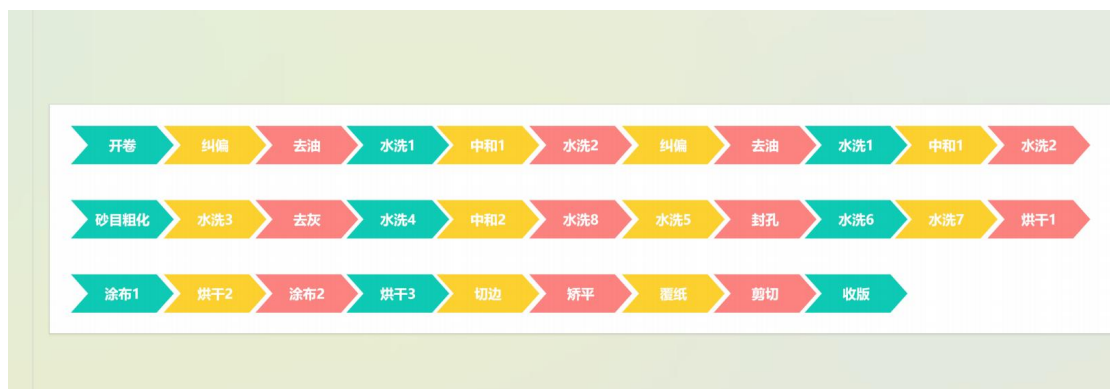 开卷 纠偏 去油 水洗1 中和1 水洗2 纠偏 去油 水洗1 中和1 水洗2
砂目粗化 水洗3 去灰 水洗4 中和2 水洗8 水洗5 封孔 水洗6 水洗7 烘干1
涂布1 烘干2 涂布2 烘干3 切边 矫平 覆纸 剪切 收版